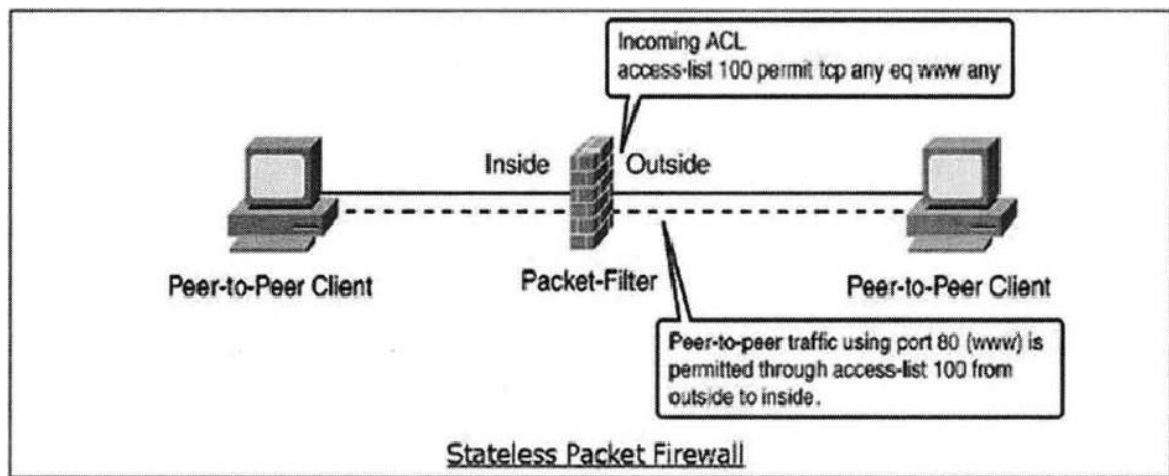 Incoming ACL
access-list 100 permit tcp any eq www any
Inside
Outside
Peer-to-Peer Client
Packet-Filter
Peer-to-Peer Client
Peer-to-peer traffic using port 80 (www) is
permitted through access-list 100 from
outside to inside.
Stateless Packet Firewall